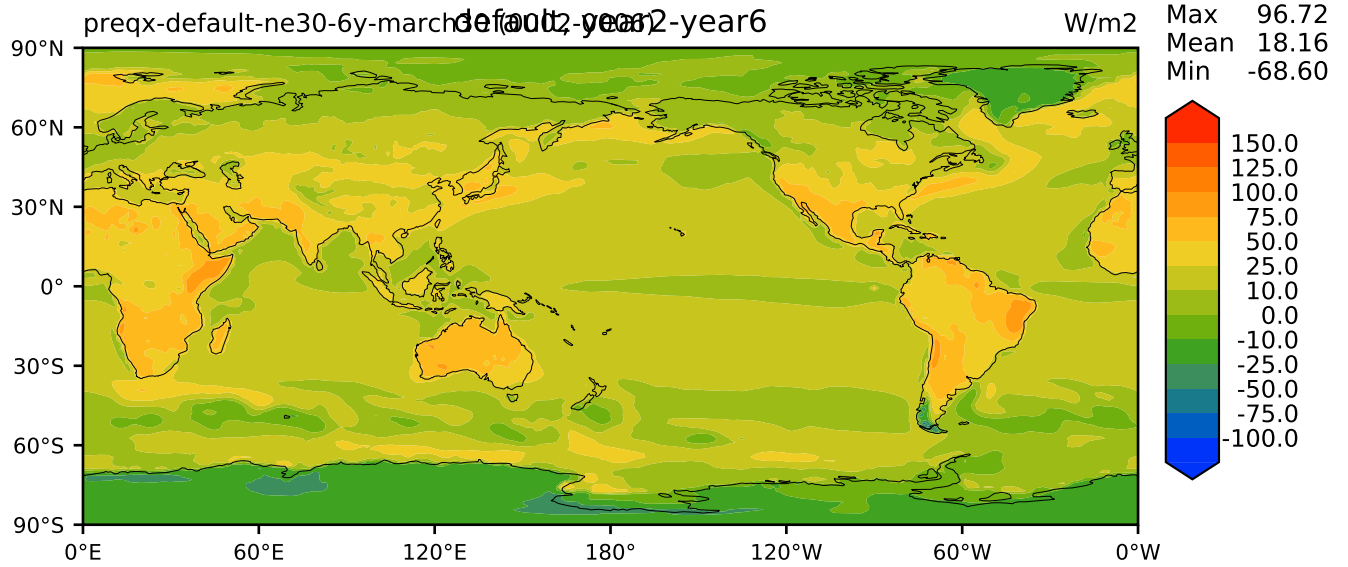 preqx-default-ne30-6y-march30 (0002-0006)
default, year2-year6
W/m2
Max 96.72
Mean 18.16
Min -68.60
90°N
60°N
30°N
0°
30°S
60°S
90°S
0°E 60°E 120°E 180° 120°W 60°W 0°W
150.0
125.0
100.0
75.0
50.0
25.0
10.0
0.0
-10.0
-25.0
-50.0
-75.0
-100.0